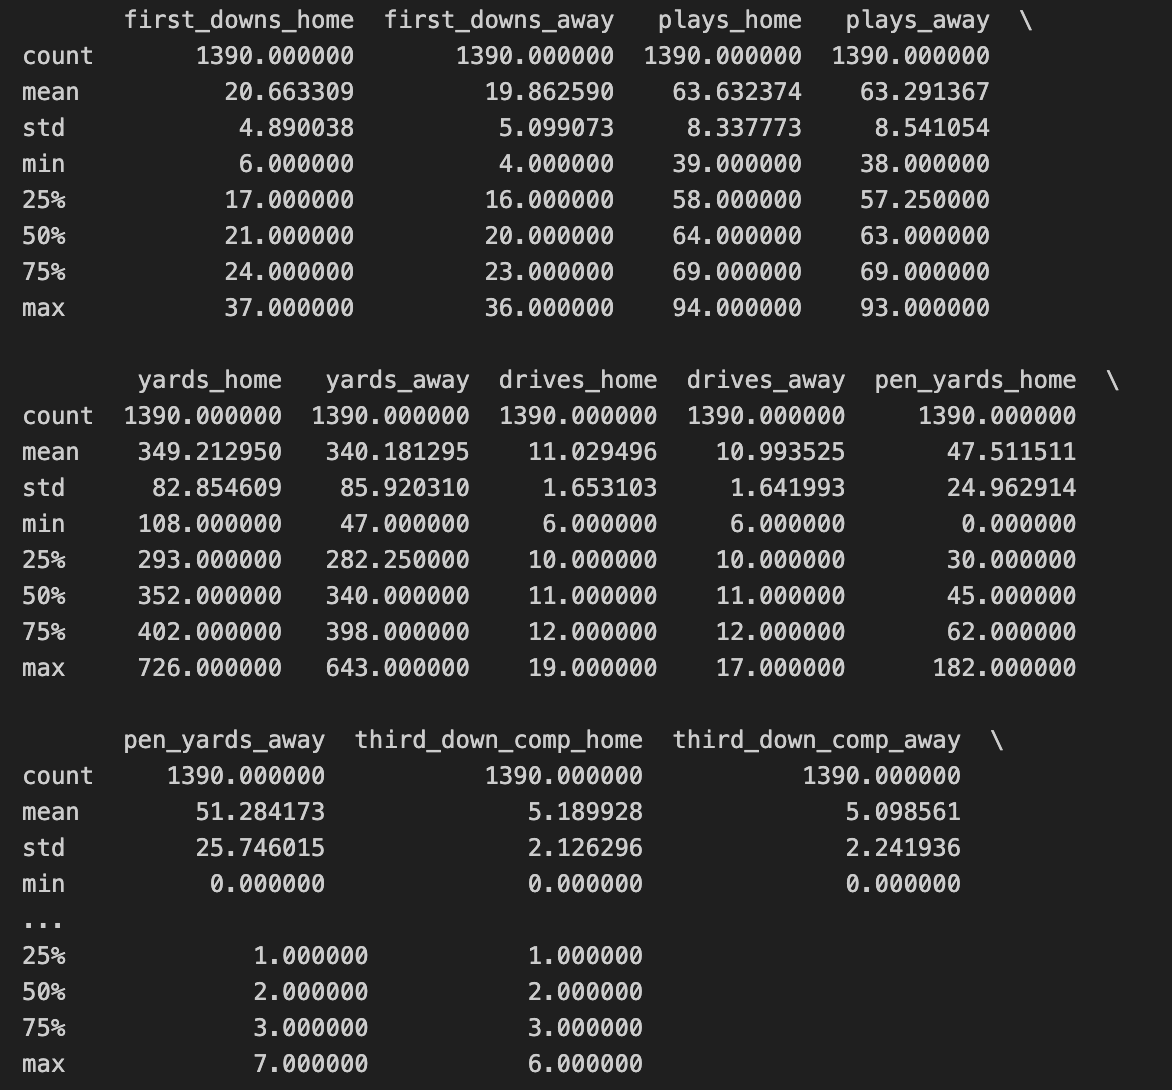 first_downs_home first_downs_away plays_home plays_away \
count 1390.000000 1390.000000 1390.000000 1390.000000
mean 20.663309 19.862590 63.632374 63.291367
std 4.890038 5.099073 8.337773 8.541054
min 6.000000 4.000000 39.000000 38.000000
25% 17.000000 16.000000 58.000000 57.250000
50% 21.000000 20.000000 64.000000 63.000000
75% 24.000000 23.000000 69.000000 69.000000
max 37.000000 36.000000 94.000000 93.000000
yards_home yards_away drives_home drives_away pen_yards_home \
count 1390.000000 1390.000000 1390.000000 1390.000000 1390.000000
mean 349.212950 340.181295 11.029496 10.993525 47.511511
std 82.854609 85.920310 1.653103 1.641993 24.962914
min 108.000000 47.000000 6.000000 6.000000 0.000000
25% 293.000000 282.250000 10.000000 10.000000 30.000000
50% 352.000000 340.000000 11.000000 11.000000 45.000000
75% 402.000000 398.000000 12.000000 12.000000 62.000000
max 726.000000 643.000000 19.000000 17.000000 182.000000
pen_yards_away third_down_comp_home third_down_comp_away \
count 1390.000000 1390.000000 1390.000000
mean 51.284173 5.189928 5.098561
std 25.746015 2.126296 2.241936
min 0.000000 0.000000 0.000000
...
25% 1.000000 1.000000
50% 2.000000 2.000000
75% 3.000000 3.000000
max 7.000000 6.000000